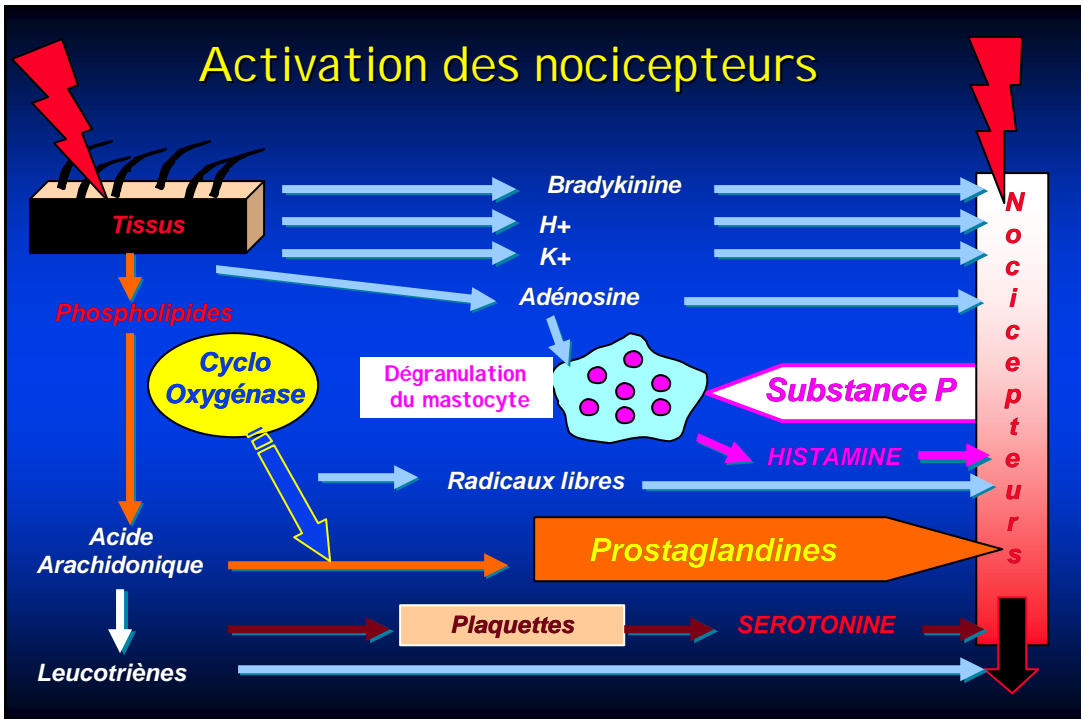 Activation des nocicepteurs
Tissus
Bradykinine
H+
K+
Adénosine
Phospholipides
Cyclo
Oxygénase
Dégranulation
du mastocyte
Substance P
HISTAMINE
Radicaux libres
Acide
Arachidonique
Prostaglandines
Plaquettes
SEROTONINE
Leucotriènes
Nocicepteurs